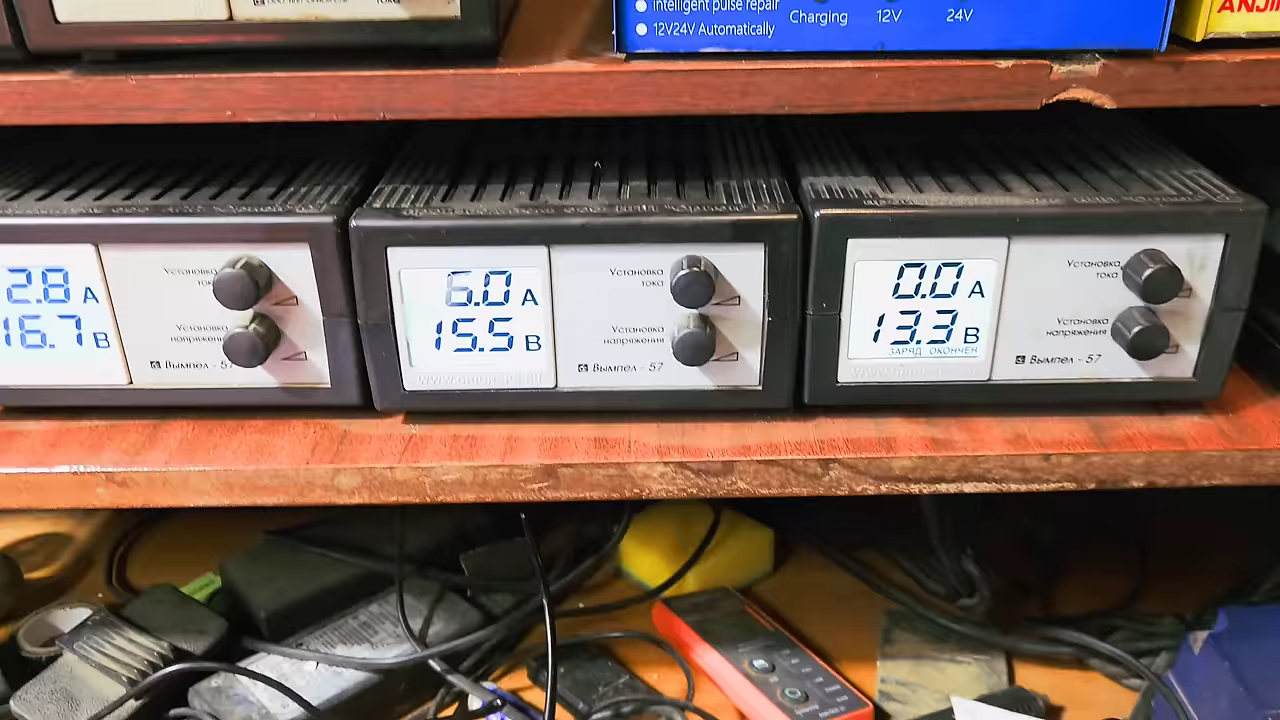 intelligent pulse repair
12V24V Automatically
Charging 12V 24V
ANJI
2.8 А
16.7 В
Установка
тока
Установка
напряжени
Вымпел - 57
6.0 А
15.5 В
Установка
тока
Установка
напряжения
Вымпел - 57
0.0 А
13.3 В
ЗАРЯД ОКОНЧЕН
Установка
тока
Установка
напряжения
Вымпел - 57